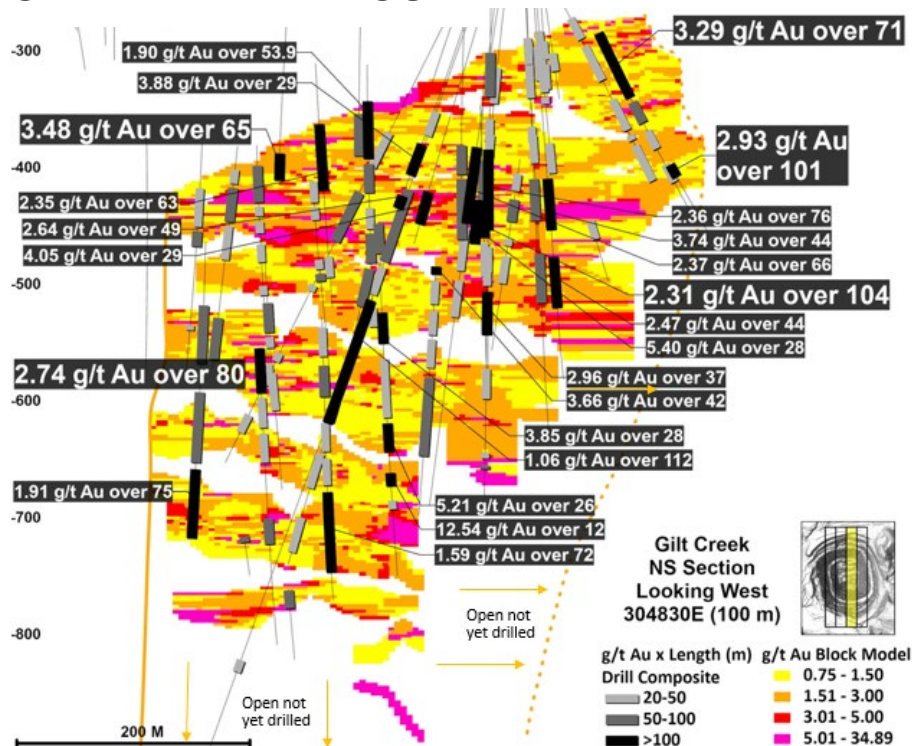 -300
-400
-500
-600
-700
-800
1.90 g/t Au over 53.9
3.88 g/t Au over 29
3.48 g/t Au over 65
2.35 g/t Au over 63
2.64 g/t Au over 49
4.05 g/t Au over 29
2.74 g/t Au over 80
1.91 g/t Au over 75
3.29 g/t Au over 71
2.93 g/t Au
over 101
2.36 g/t Au over 76
3.74 g/t Au over 44
2.37 g/t Au over 66
2.31 g/t Au over 104
2.47 g/t Au over 44
5.40 g/t Au over 28
2.96 g/t Au over 37
3.66 g/t Au over 42
3.85 g/t Au over 28
1.06 g/t Au over 112
5.21 g/t Au over 26
12.54 g/t Au over 12
1.59 g/t Au over 72
Open not
yet drilled
Open not
yet drilled
200 M
Gilt Creek
NS Section
Looking West
304830E (100 m)
g/t Au x Length (m)
Drill Composite
20-50
50-100
>100
g/t Au Block Model
0.75 - 1.50
1.51 - 3.00
3.01 - 5.00
5.01 - 34.89